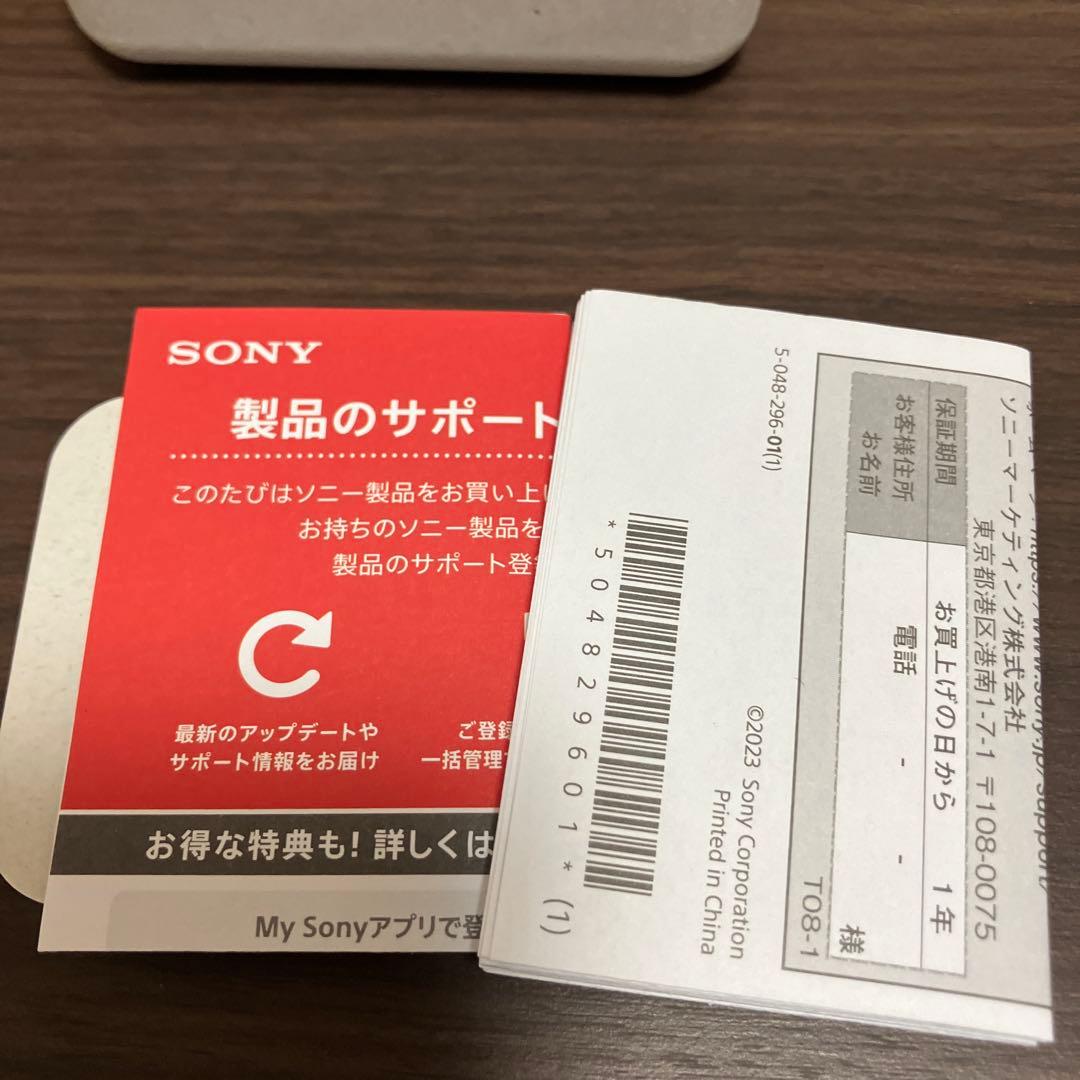 SONY
製品のサポート
このたびはソニー製品をお買い上
お持ちのソニー製品を
製品のサポート登
最新のアップデートや
サポート情報をお届け
ご登録
一括管理
お得な特典も! 詳しくは
My Sonyアプリで登
5-048-296-01(1)
*504829601* (1)
©2023 Sony Corporation
Printed in China
保証期間
お買上げの日から 1年
お客様住所
お名前
電話 - -
様
T08-1
ソニーマーケティング株式会社
東京都港区港南1-7-1 〒108-0075
https://www.sony.jp/support/